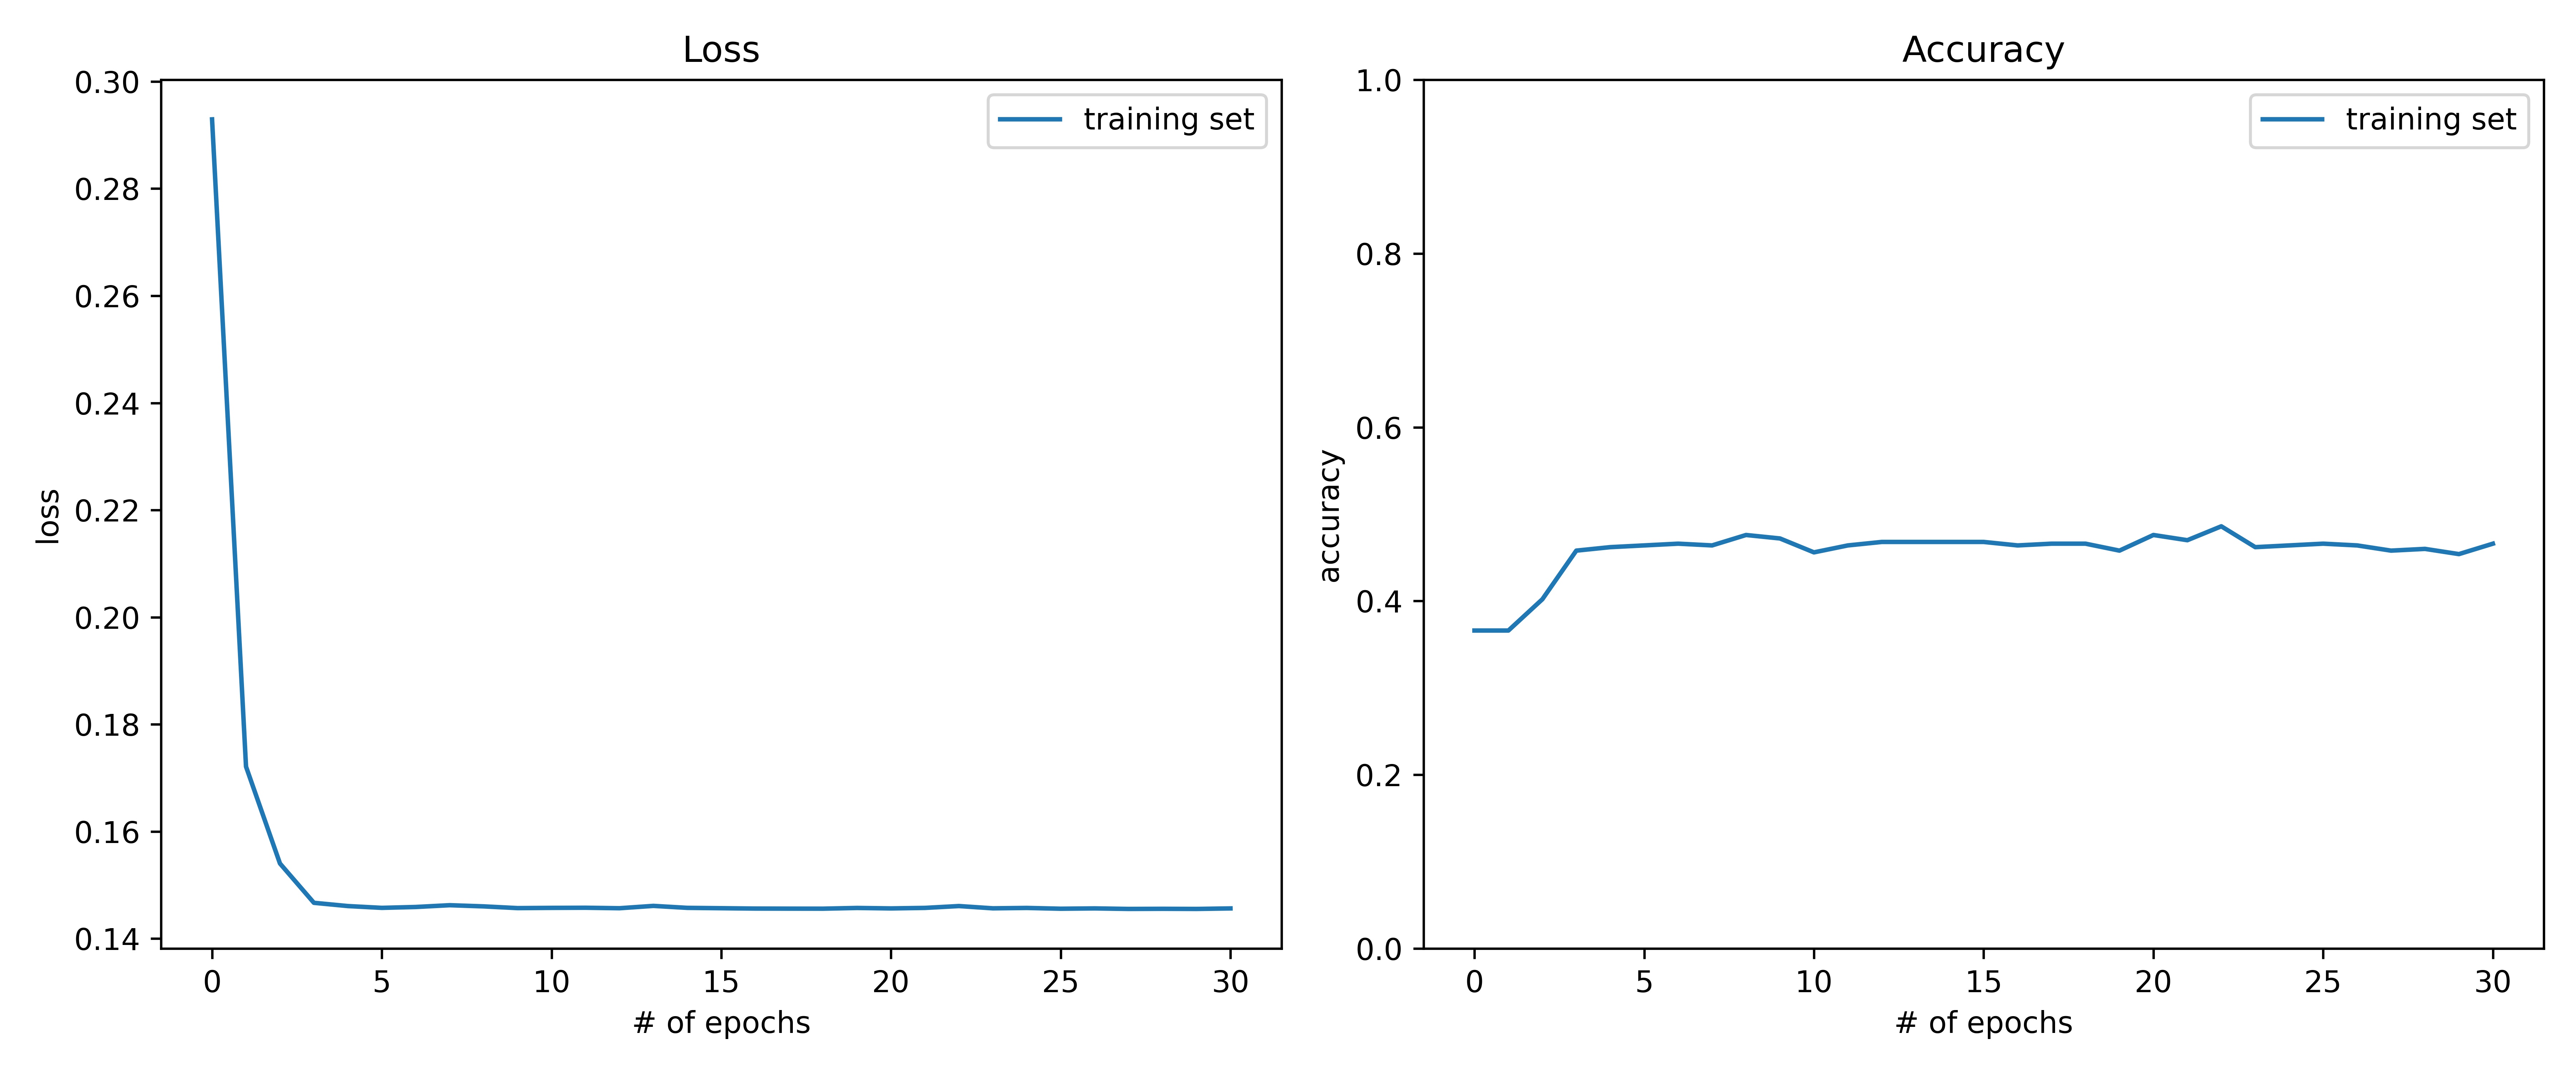 Loss
0.30
0.28
0.26
0.24
0.22
0.20
0.18
0.16
0.14
loss
training set
0 5 10 15 20 25 30
# of epochs
Accuracy
1.0
0.8
0.6
0.4
0.2
0.0
accuracy
training set
0 5 10 15 20 25 30
# of epochs